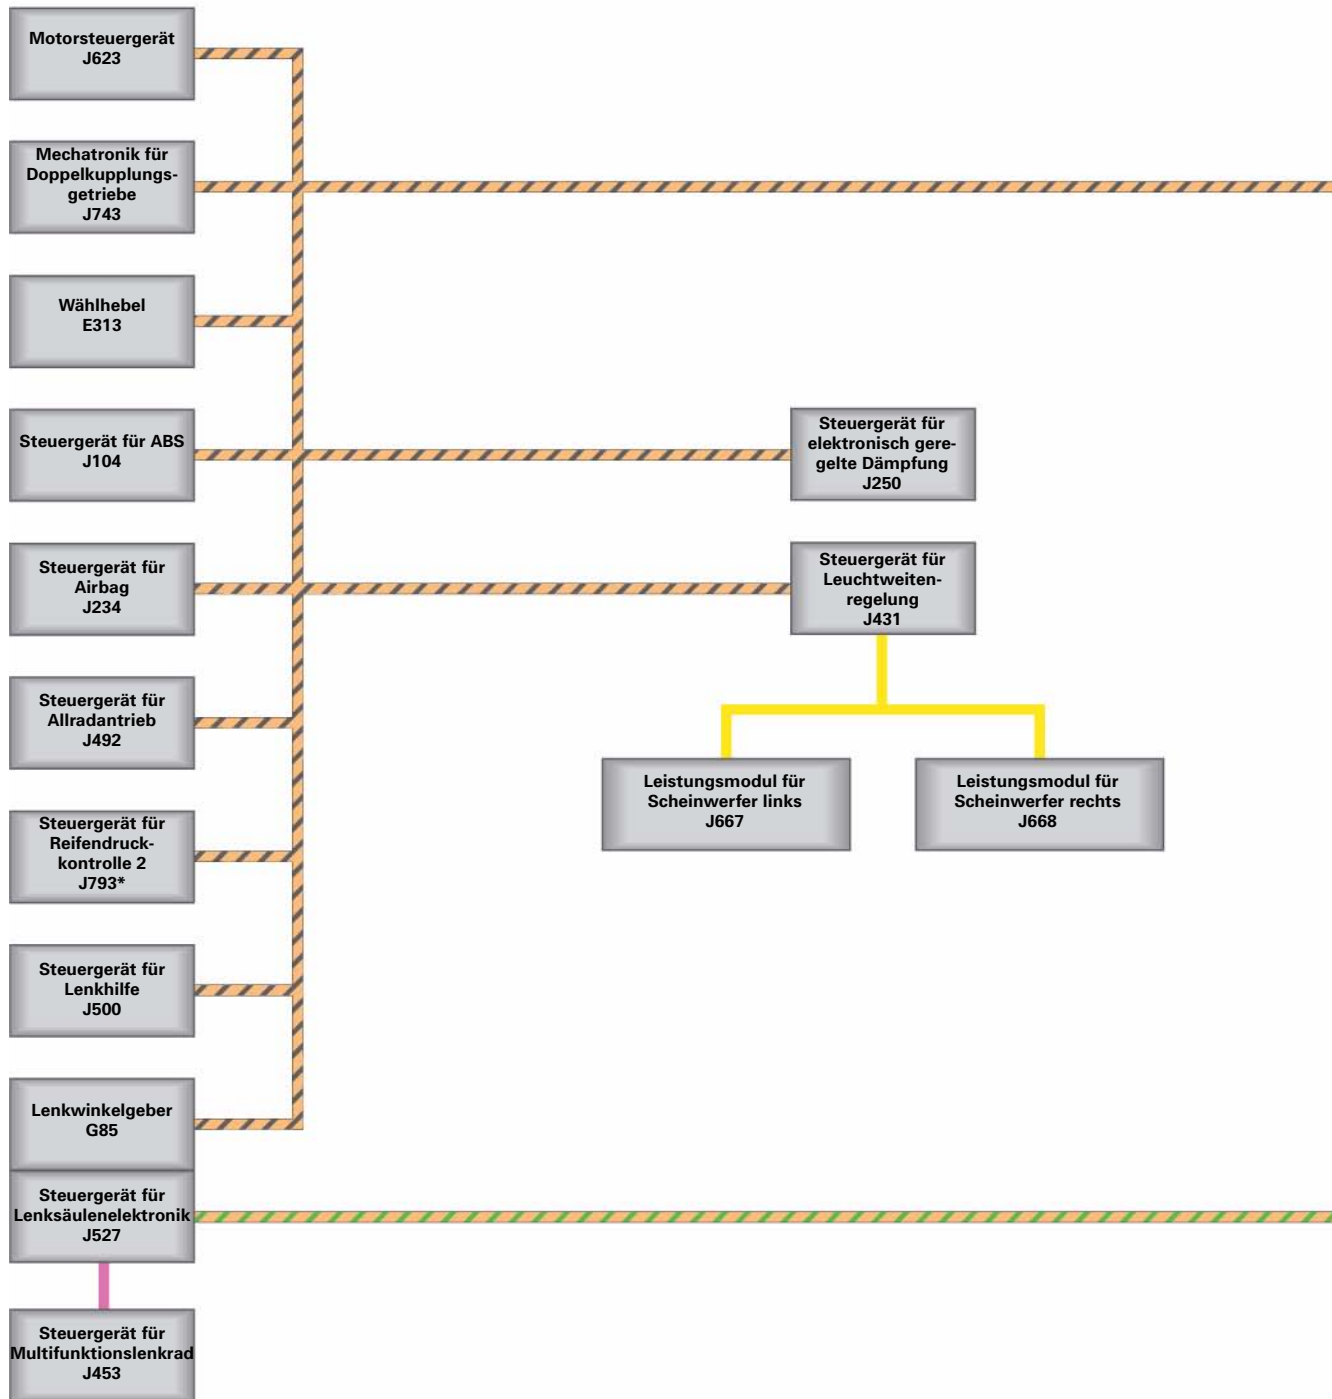 Motorsteuergerät
J623
Mechatronik für
Doppelkupplungs-
getriebe
J743
Wählhebel
E313
Steuergerät für ABS
J104
Steuergerät für
elektronisch gere-
gelte Dämpfung
J250
Steuergerät für
Airbag
J234
Steuergerät für
Leuchtweiten-
regelung
J431
Steuergerät für
Allradantrieb
J492
Leistungsmodul für
Scheinwerfer links
J667
Leistungsmodul für
Scheinwerfer rechts
J668
Steuergerät für
Reifendruck-
kontrolle 2
J793*
Steuergerät für
Lenkhilfe
J500
Lenkwinkelgeber
G85
Steuergerät für
Lenksäulenelektronik
J527
Steuergerät für
Multifunktionslenkrad
J453